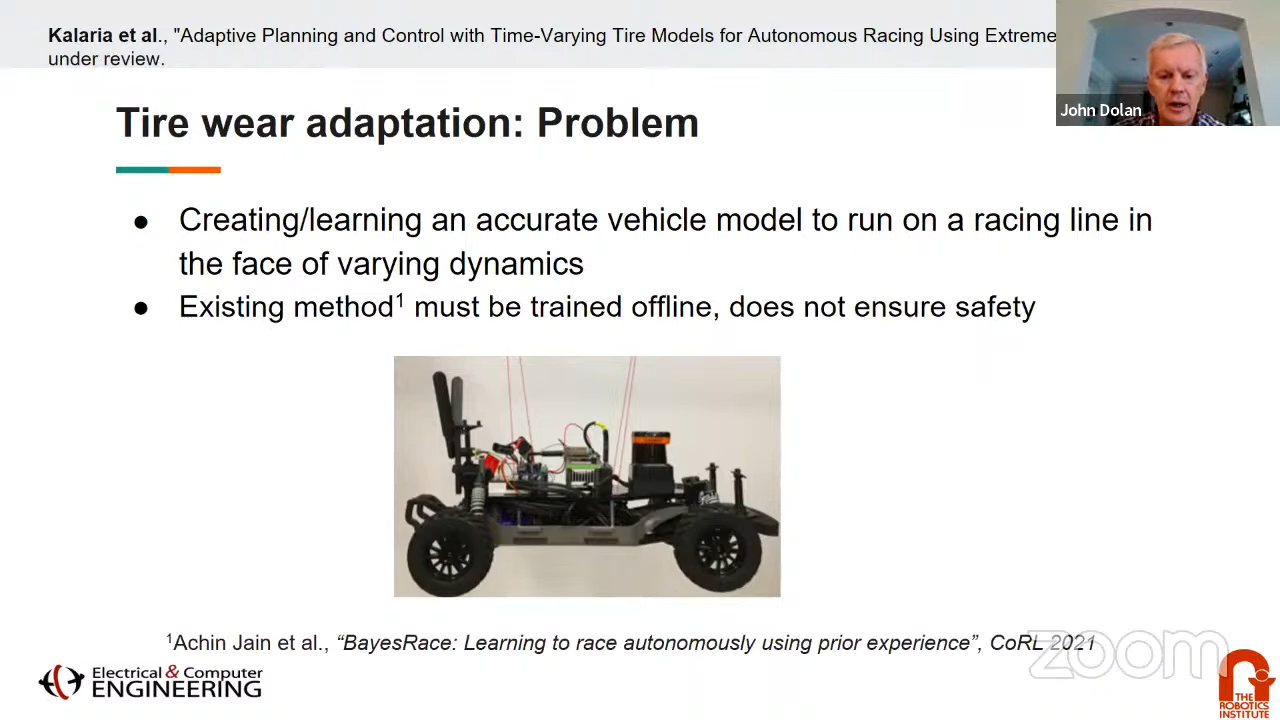 Kalaria et al., "Adaptive Planning and Control with Time-Varying Tire Models for Autonomous Racing Using Extreme
under review.
John Dolan
Tire wear adaptation: Problem
● Creating/learning an accurate vehicle model to run on a racing line in
the face of varying dynamics
● Existing method1 must be trained offline, does not ensure safety
1Achin Jain et al., “BayesRace: Learning to race autonomously using prior experience”, CoRL 2021
zoom
Electrical & Computer
ENGINEERING
THE
ROBOTICS
INSTITUTE